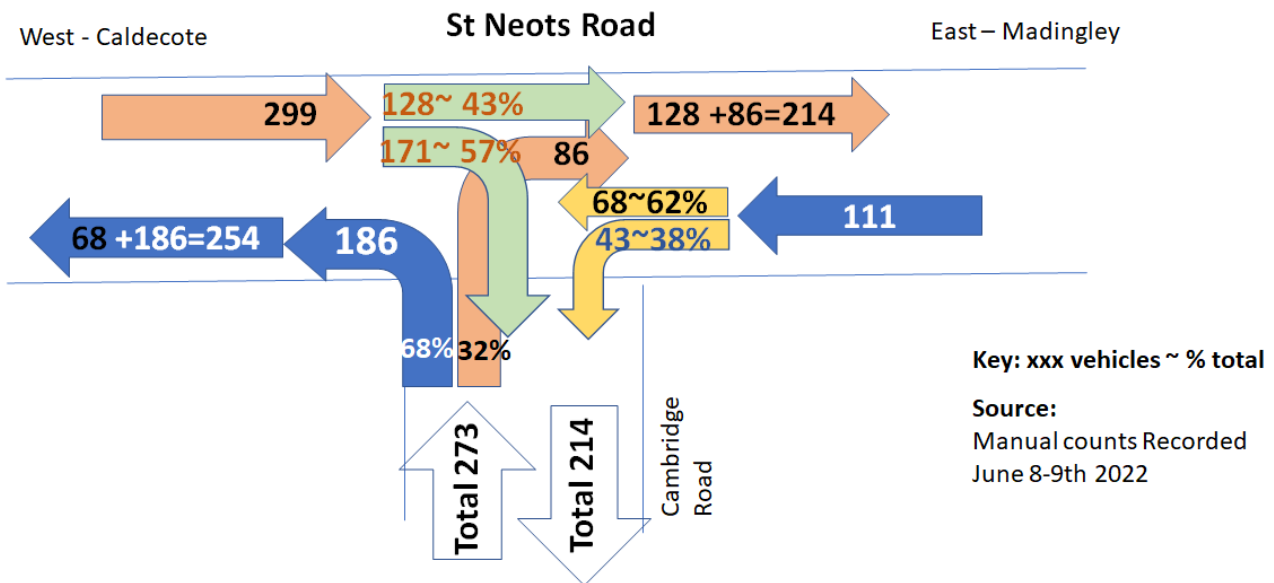 St Neots Road
West - Caldecote
East – Madingley
299
128~ 43%
128 +86=214
171~ 57%
86
68~62%
111
68 +186=254
186
43~38%
68%
32%
Key: xxx vehicles ~ % total
Source:
Manual counts Recorded
June 8-9th 2022
Total 273
Total 214
Cambridge
Road